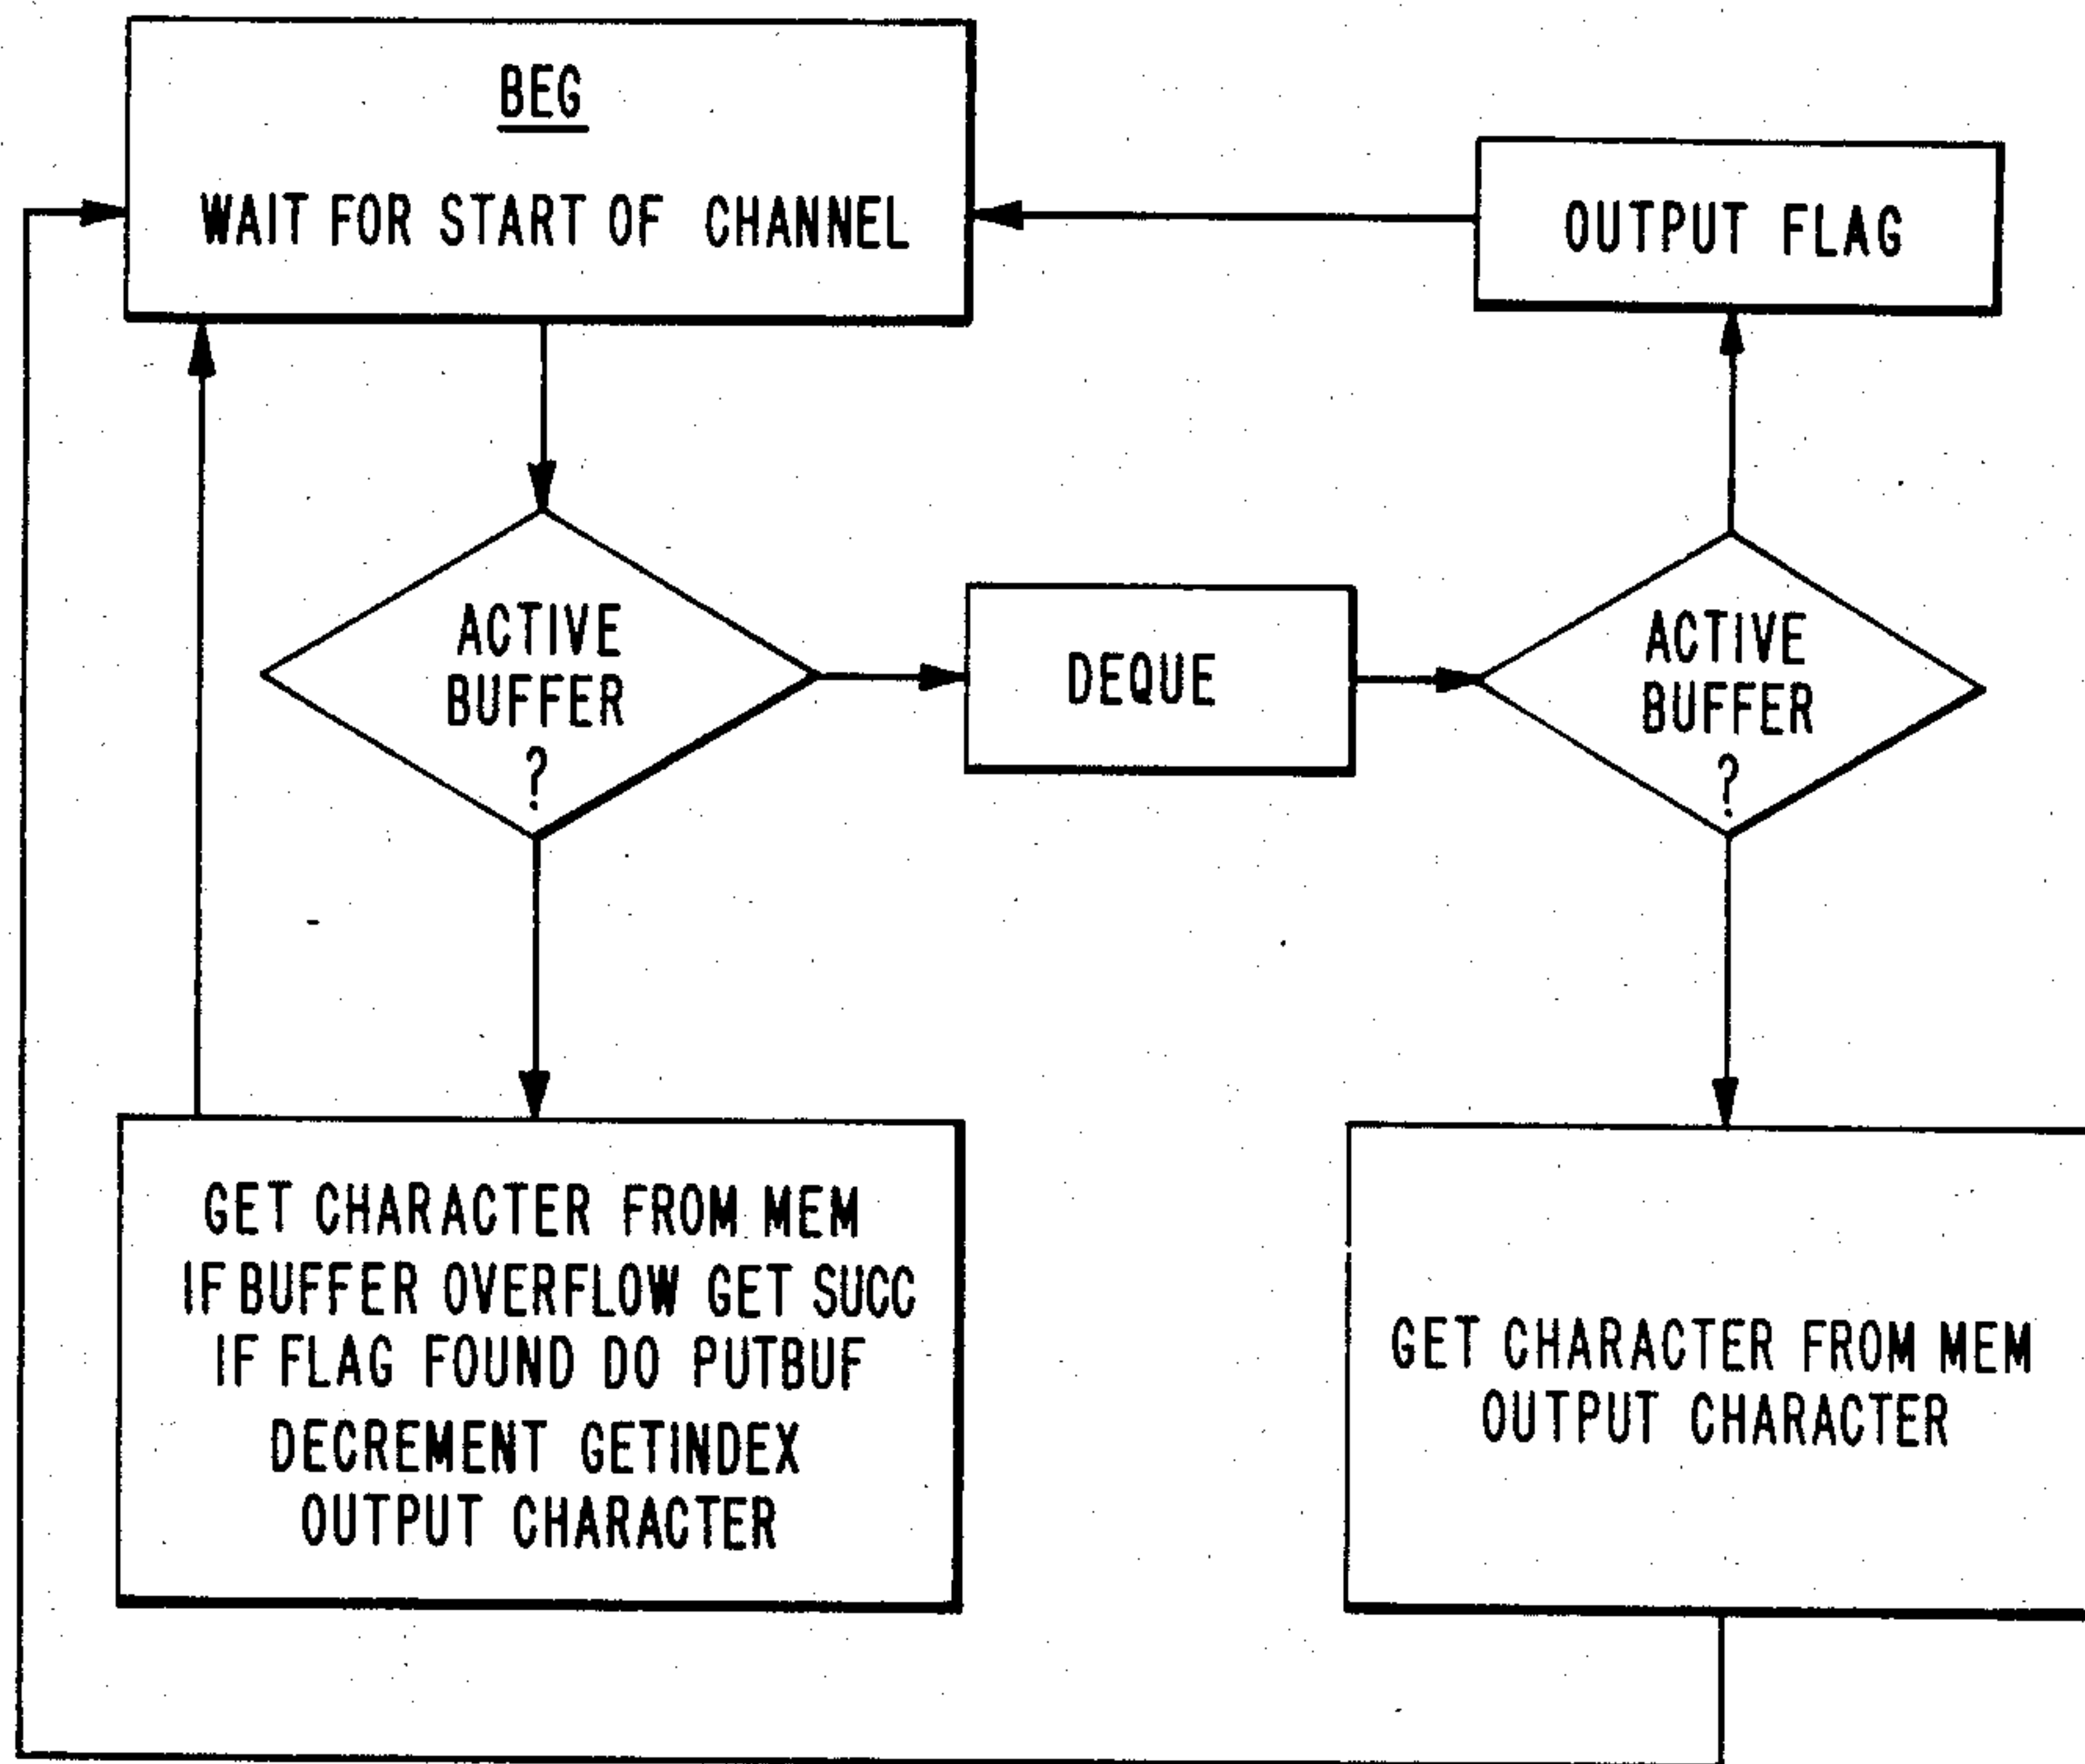 BEG
WAIT FOR START OF CHANNEL
OUTPUT FLAG
ACTIVE
BUFFER
?
DEQUE
ACTIVE
BUFFER
?
GET CHARACTER FROM MEM
IF BUFFER OVERFLOW GET SUCC
IF FLAG FOUND DO PUTBUF
DECREMENT GETINDEX
OUTPUT CHARACTER
GET CHARACTER FROM MEM
OUTPUT CHARACTER